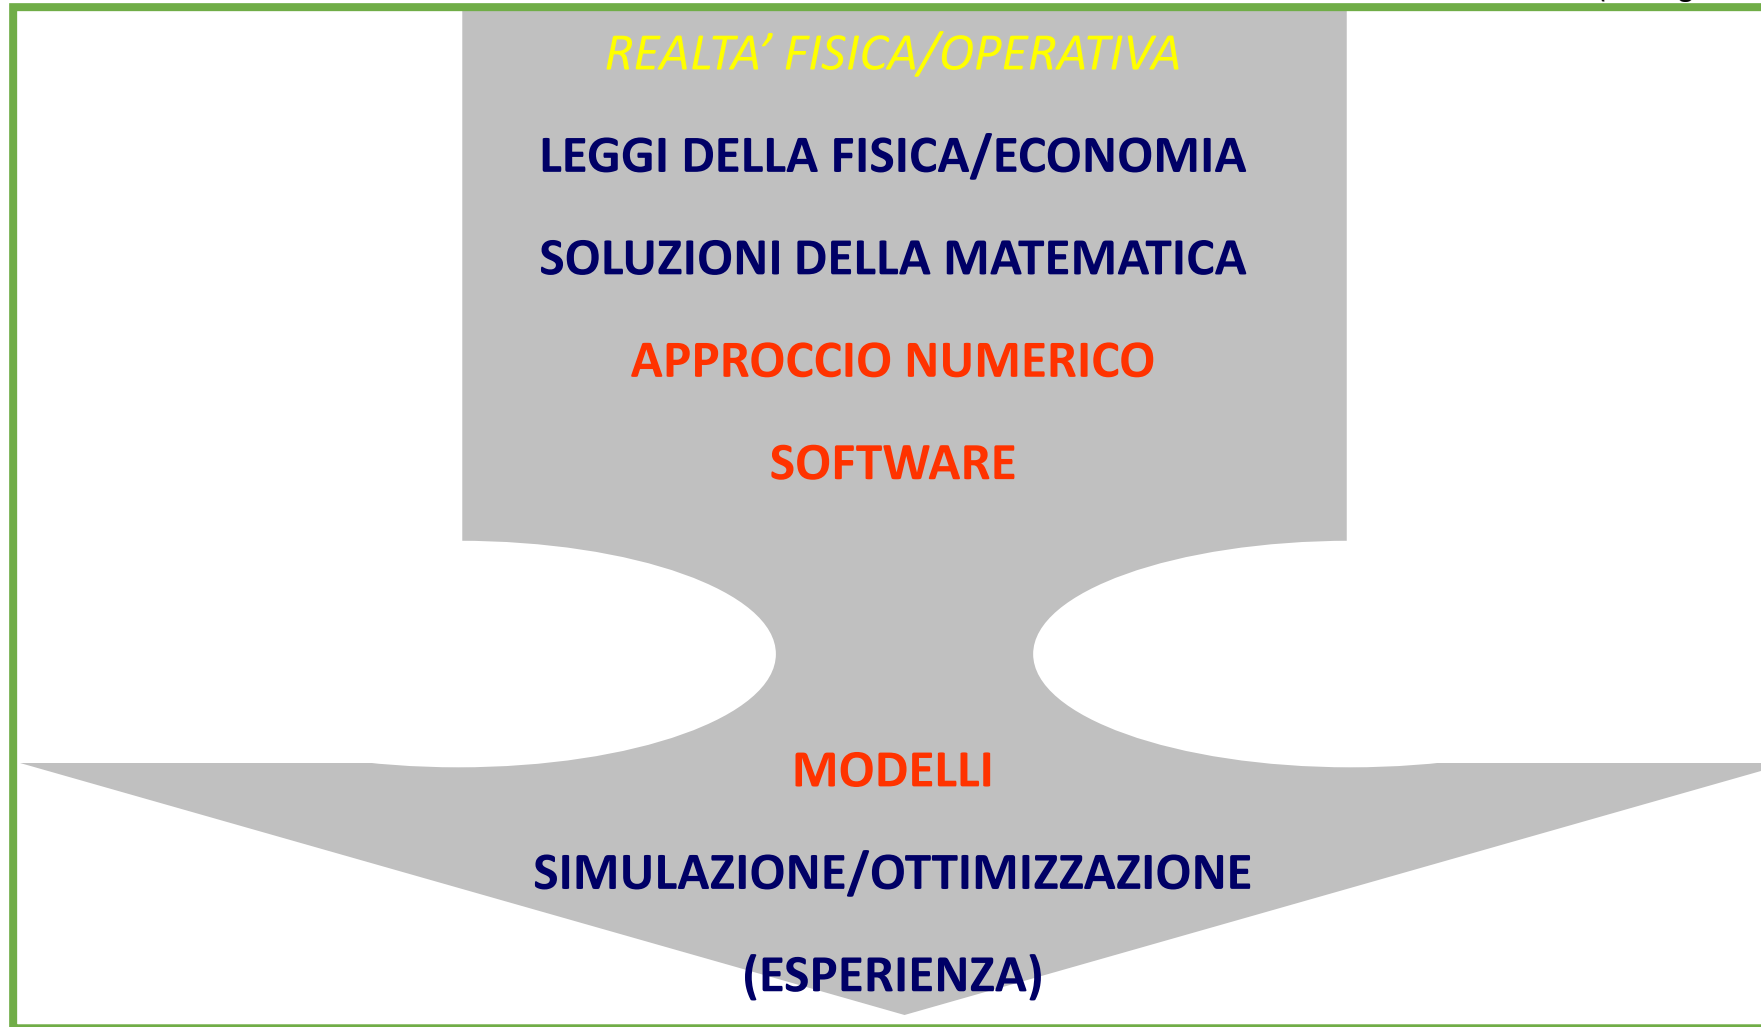 REALTA’ FISICA/OPERATIVA
LEGGI DELLA FISICA/ECONOMIA
SOLUZIONI DELLA MATEMATICA
APPROCCIO NUMERICO
SOFTWARE
MODELLI
SIMULAZIONE/OTTIMIZZAZIONE
(ESPERIENZA)